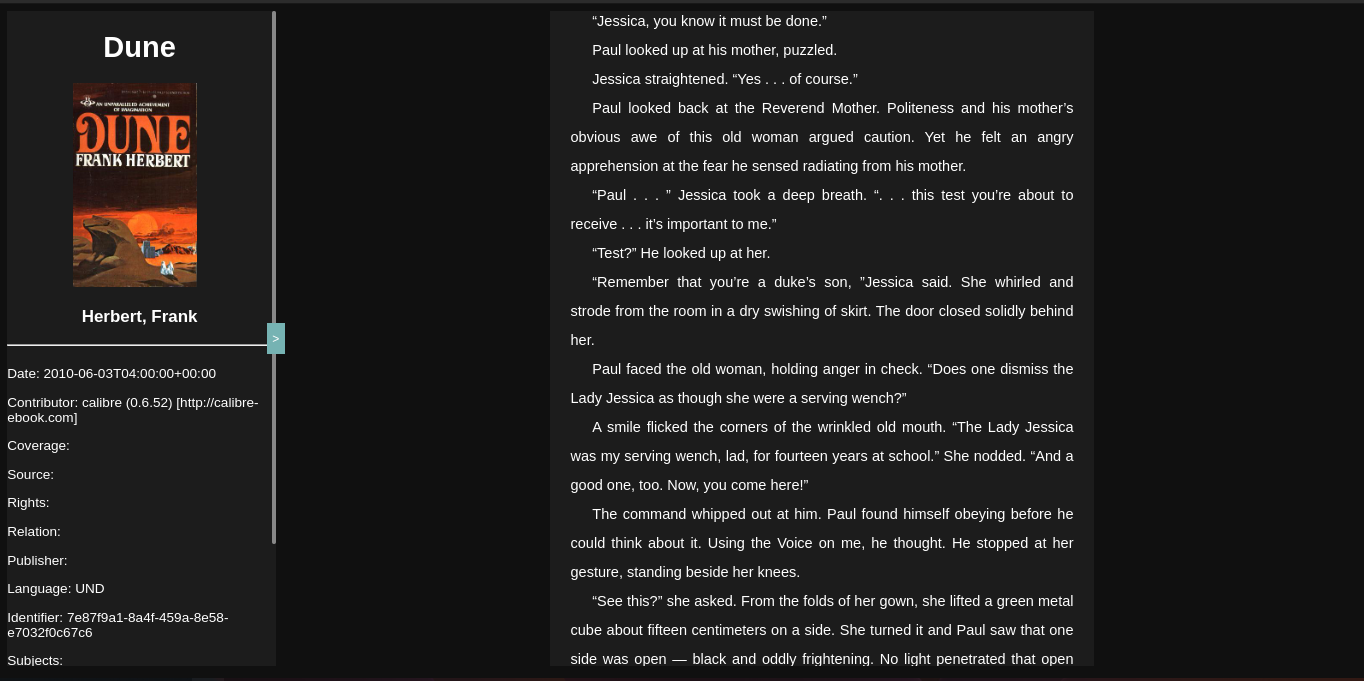 Dune
AN UNPARALLELED ACHIEVEMENT
OF IMAGINATION
DUNE
FRANK HERBERT
Herbert, Frank
>
Date: 2010-06-03T04:00:00+00:00
Contributor: calibre (0.6.52) [http://calibre-
ebook.com]
Coverage:
Source:
Rights:
Relation:
Publisher:
Language: UND
Identifier: 7e87f9a1-8a4f-459a-8e58-
e7032f0c67c6
Subjects:
“Jessica, you know it must be done.”
Paul looked up at his mother, puzzled.
Jessica straightened. “Yes . . . of course.”
Paul looked back at the Reverend Mother. Politeness and his mother’s
obvious awe of this old woman argued caution. Yet he felt an angry
apprehension at the fear he sensed radiating from his mother.
“Paul . . . ” Jessica took a deep breath. “. . . this test you’re about to
receive . . . it’s important to me.”
“Test?” He looked up at her.
“Remember that you’re a duke’s son, ”Jessica said. She whirled and
strode from the room in a dry swishing of skirt. The door closed solidly behind
her.
Paul faced the old woman, holding anger in check. “Does one dismiss the
Lady Jessica as though she were a serving wench?”
A smile flicked the corners of the wrinkled old mouth. “The Lady Jessica
was my serving wench, lad, for fourteen years at school.” She nodded. “And a
good one, too. Now, you come here!”
The command whipped out at him. Paul found himself obeying before he
could think about it. Using the Voice on me, he thought. He stopped at her
gesture, standing beside her knees.
“See this?” she asked. From the folds of her gown, she lifted a green metal
cube about fifteen centimeters on a side. She turned it and Paul saw that one
side was open — black and oddly frightening. No light penetrated that open